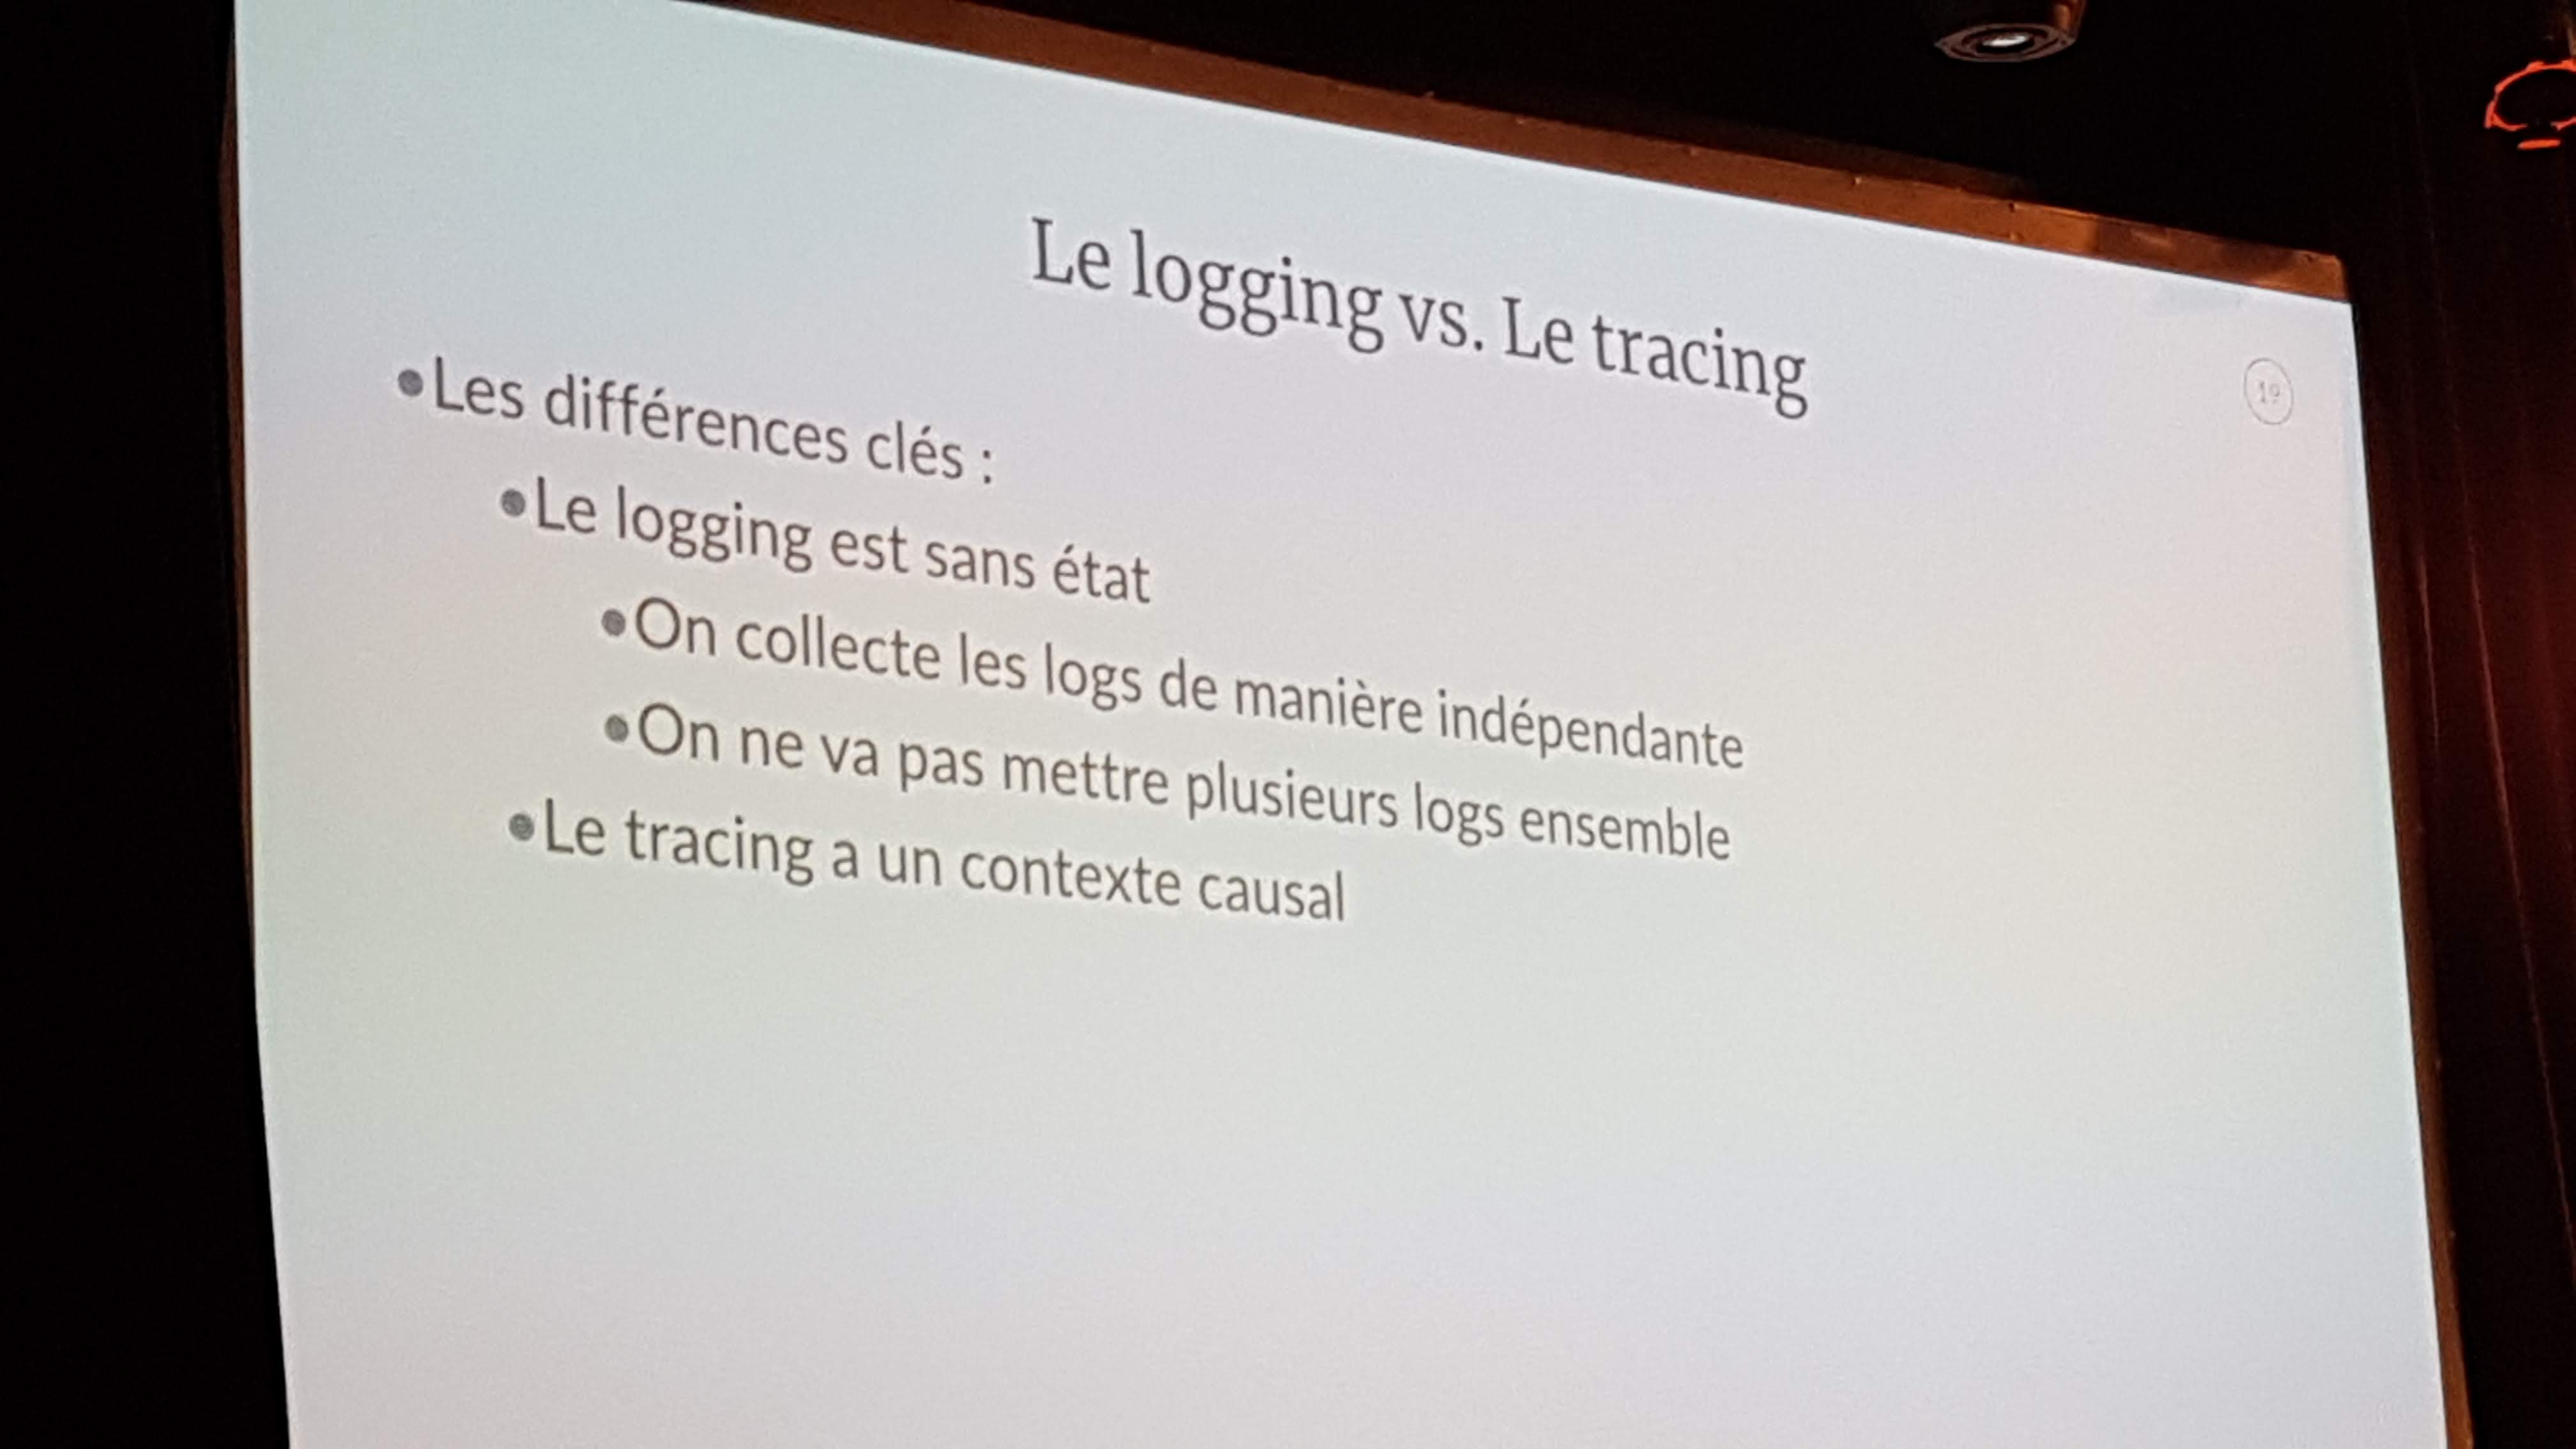 Le logging vs. Le tracing
19
•Les différences clés :
•Le logging est sans état
•On collecte les logs de manière indépendante
•On ne va pas mettre plusieurs logs ensemble
•Le tracing a un contexte causal